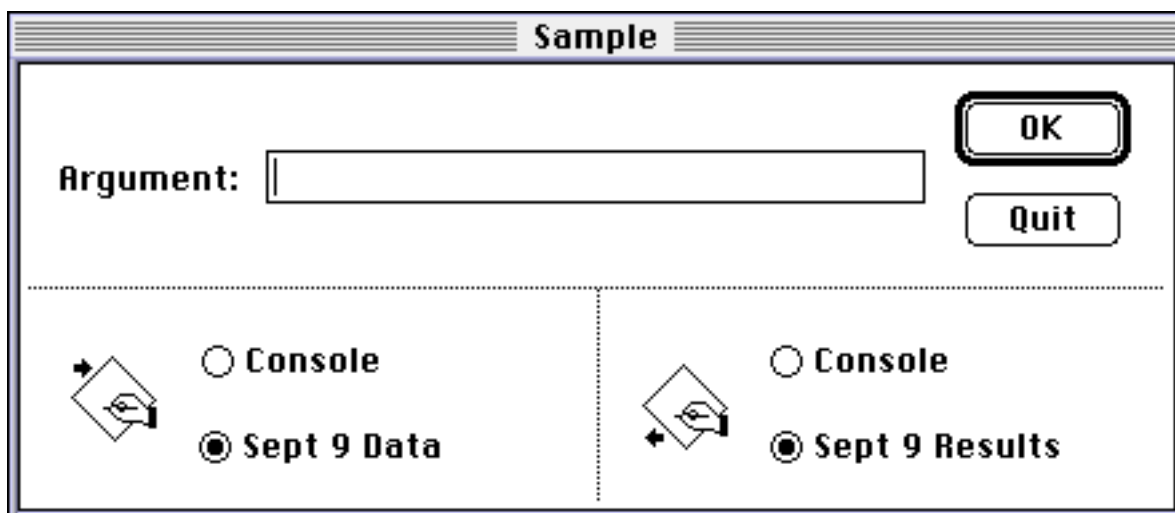 Sample
Argument:
OK
Quit
Console
Sept 9 Data
Console
Sept 9 Results